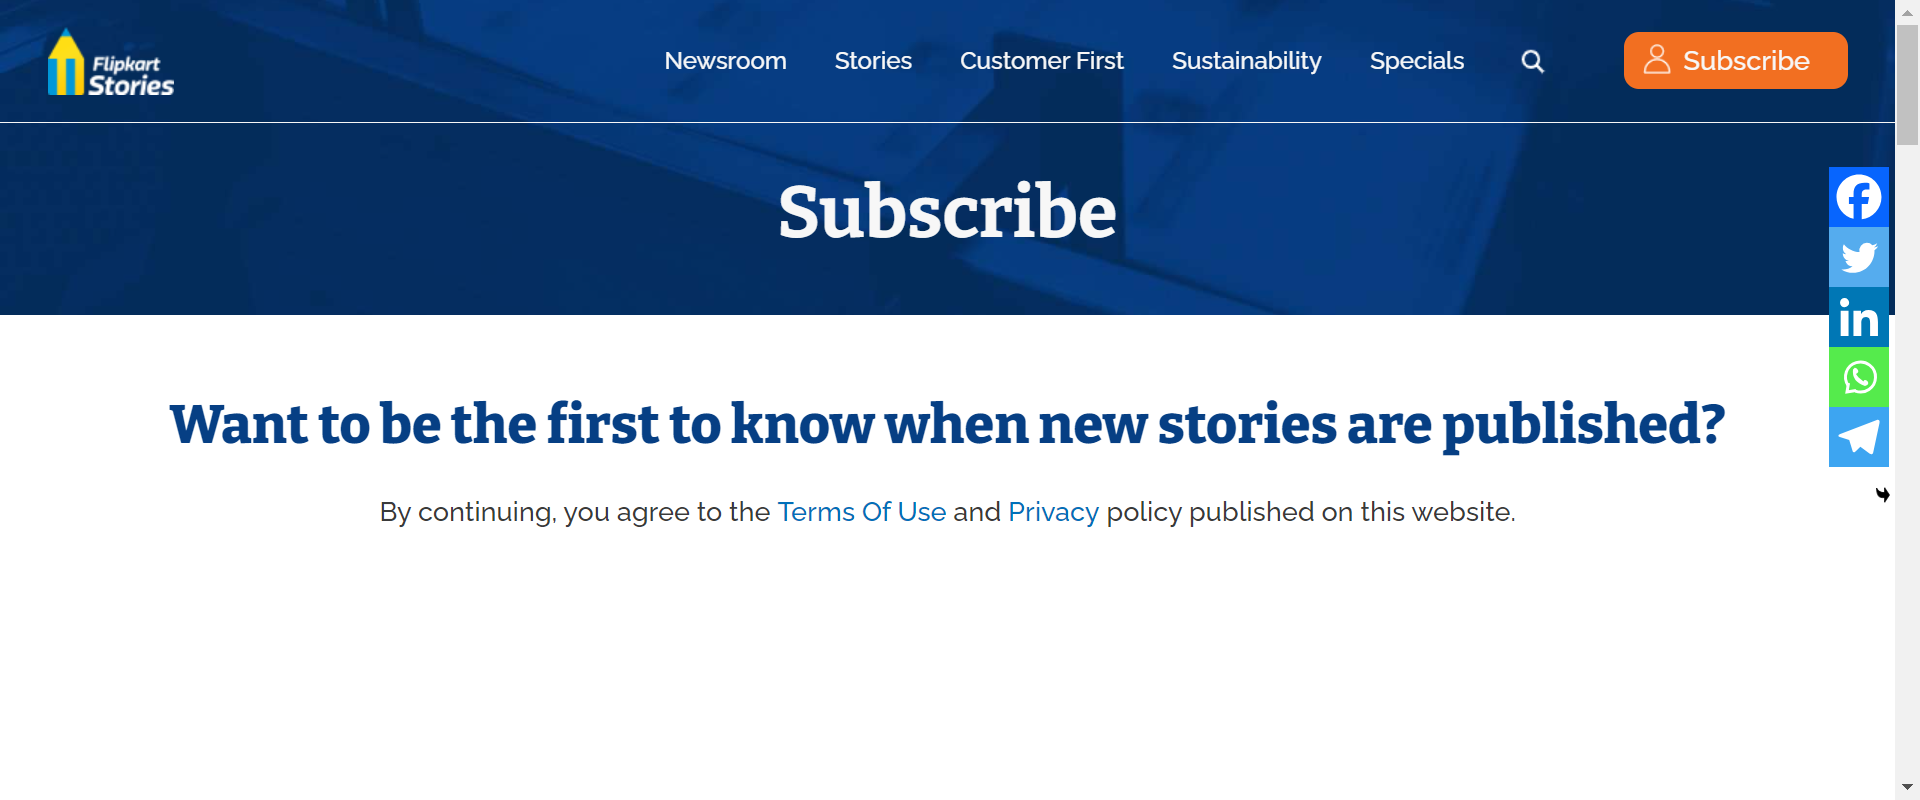 Flipkart
Stories
Newsroom
Stories
Customer First
Sustainability
Specials
Subscribe
Subscribe
Want to be the first to know when new stories are published?
By continuing, you agree to the Terms Of Use and Privacy policy published on this website.